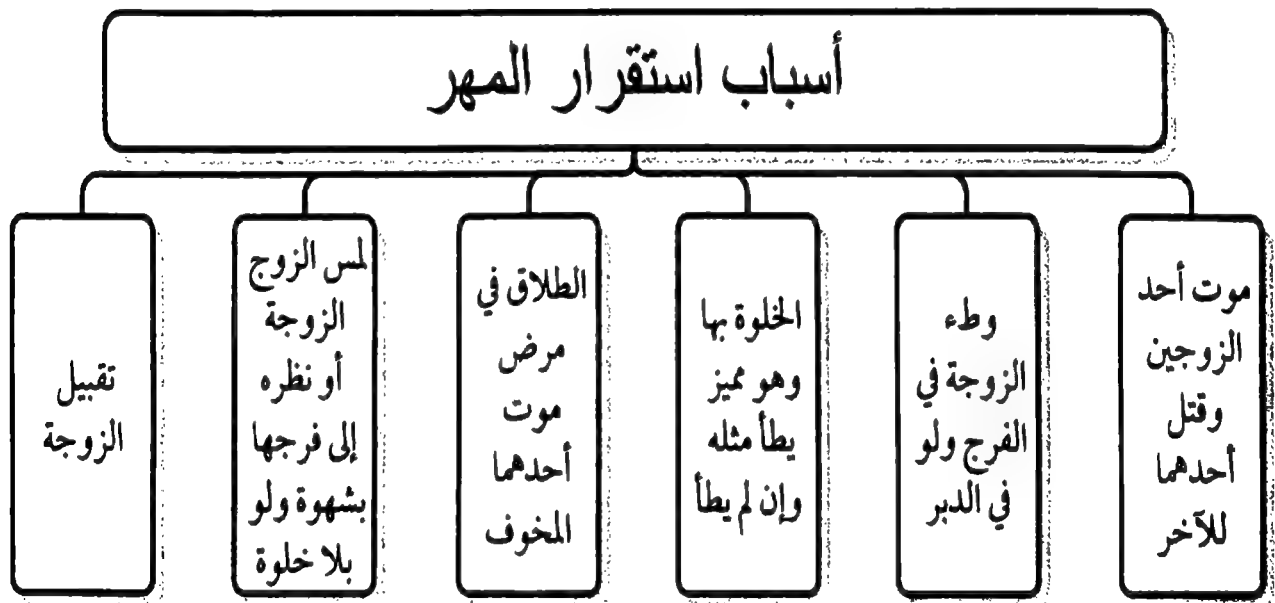 أسباب استقرار المهر
موت أحد
الزوجين
وقتل
أحدهما
للآخر
وطء
الزوجة في
الفرج ولو
في الدبر
الخلوة بها
وهو مميز
يطأ مثله
وإن لم يطأ
الطلاق في
مرض
موت
أحدهما
المخوف
لمس الزوج
الزوجة
أو نظره
إلى فرجها
بشهوة ولو
بلا خلوة
تقبيل
الزوجة